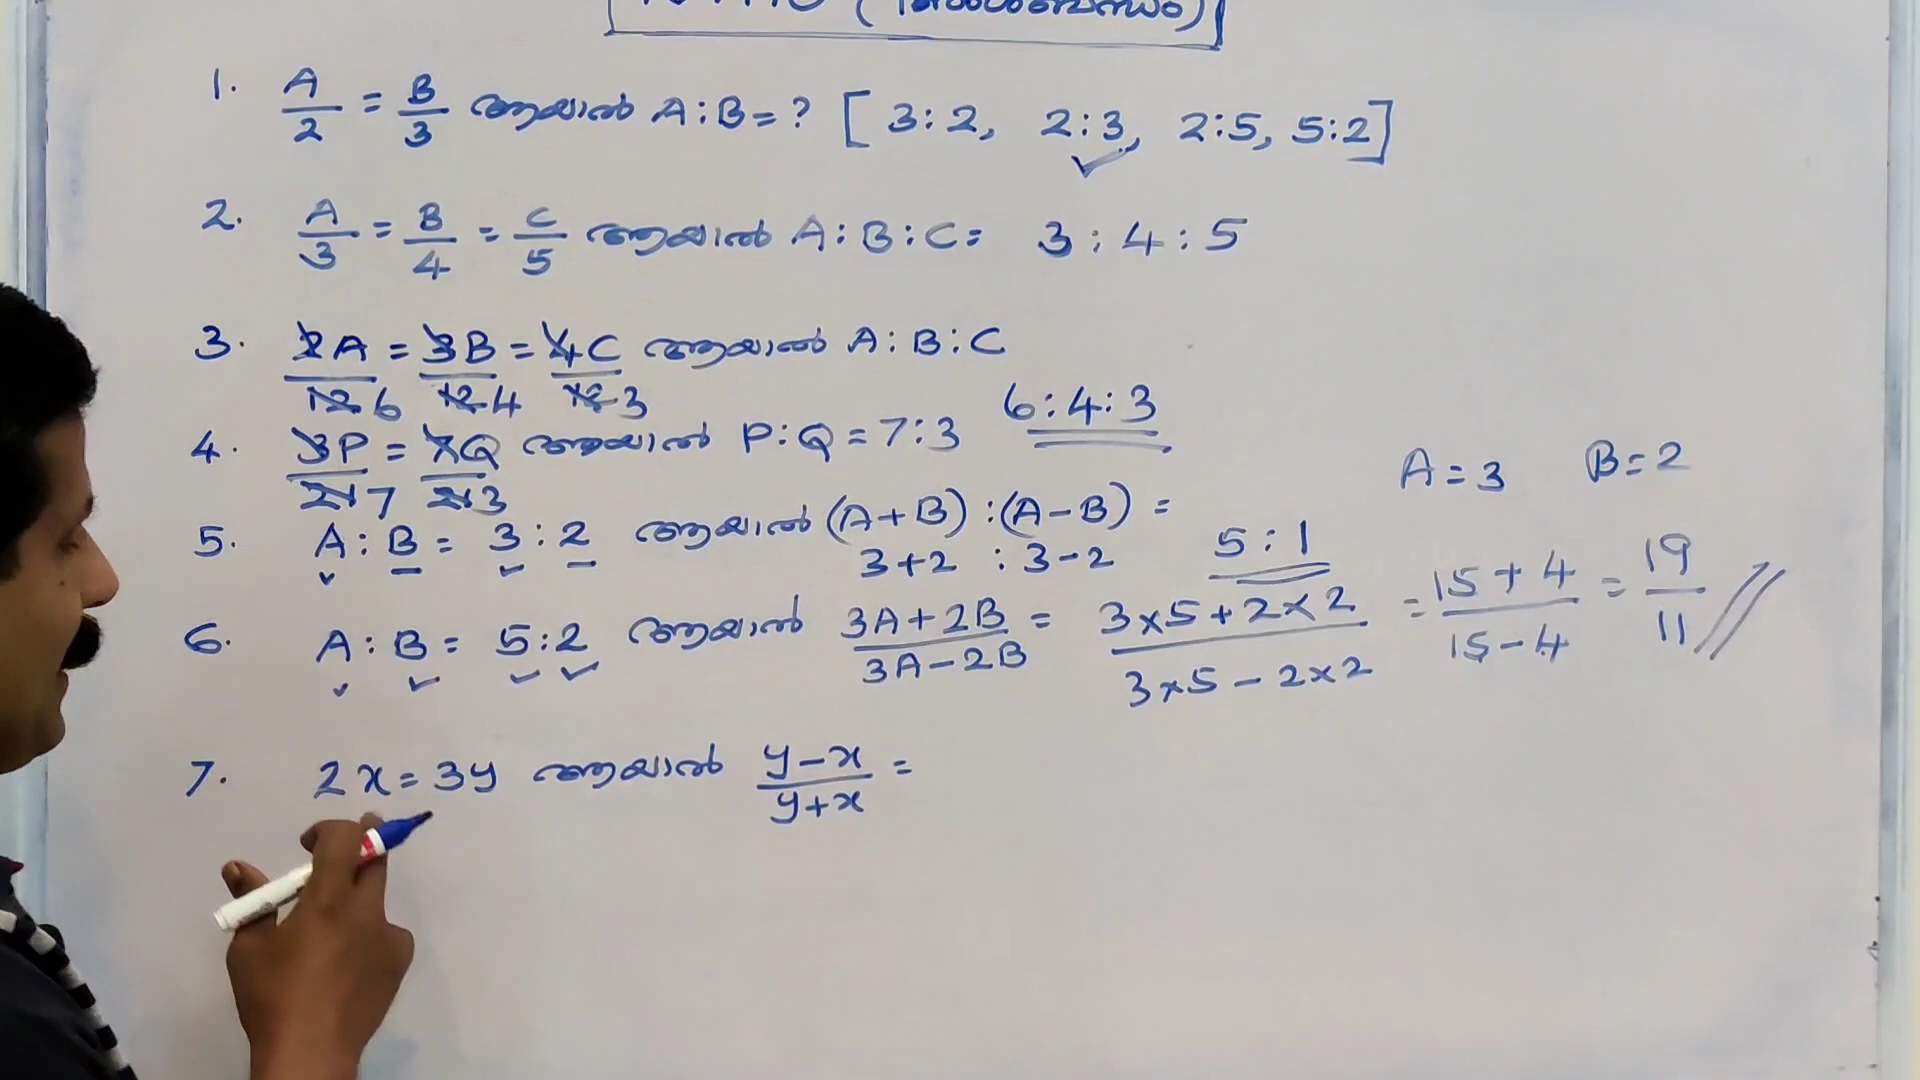 (അംശബന്ധം)
1. A/2 = B/3 ആയാൽ A:B = ? [3:2, 2:3, 2:5, 5:2]
2. A/3 = B/4 = C/5 ആയാൽ A:B:C = 3:4:5
3. 2A/12 6 = 3B/12 4 = 4C/12 3 ആയാൽ A:B:C
6:4:3
4. 3P/21 7 = 7Q/21 3 ആയാൽ P:Q = 7:3
A = 3 B = 2
5. A:B = 3:2 ആയാൽ (A+B):(A-B) =
3+2 : 3-2 5:1
6. A:B = 5:2 ആയാൽ 3A+2B/3A-2B = 3×5+2×2/3×5-2×2 = 15+4/15-4 = 19/11
7. 2x = 3y ആയാൽ y-x/y+x =